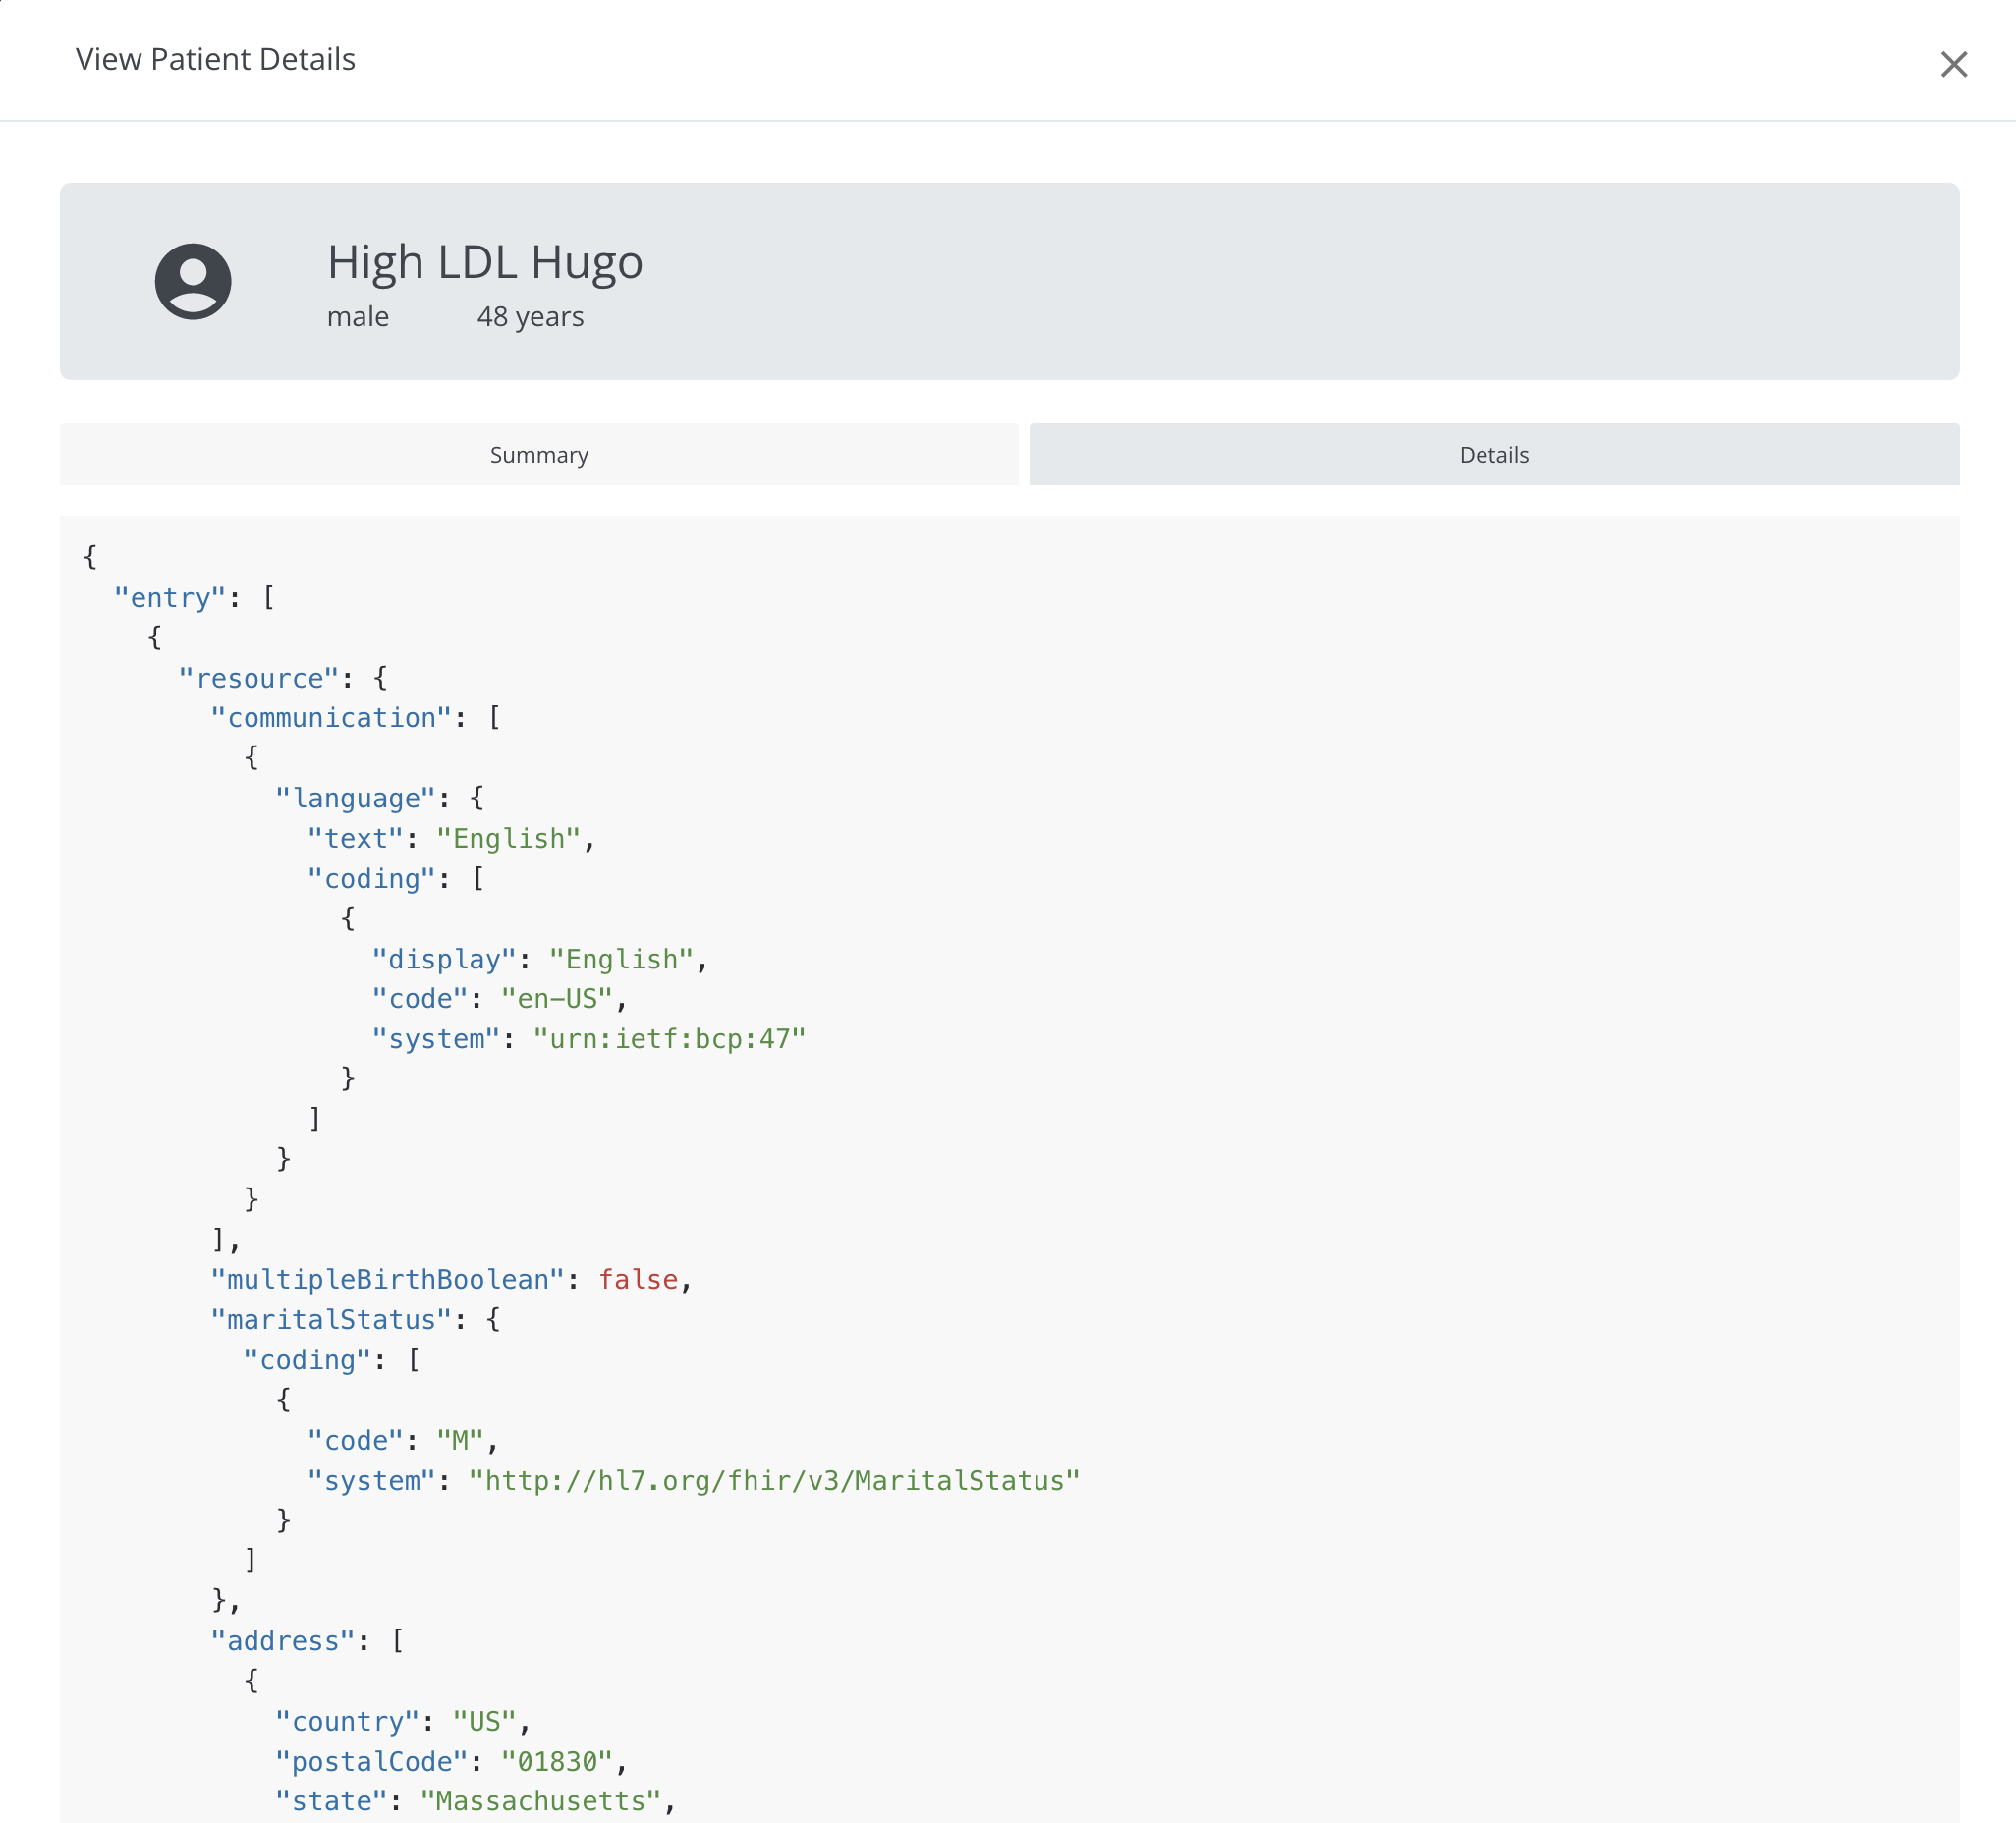 View Patient Details
High LDL Hugo
male 48 years
Summary Details
{
  "entry": [
    {
      "resource": {
        "communication": [
          {
            "language": {
              "text": "English",
              "coding": [
                {
                  "display": "English",
                  "code": "en-US",
                  "system": "urn:ietf:bcp:47"
                }
              ]
            }
          }
        ],
        "multipleBirthBoolean": false,
        "maritalStatus": {
          "coding": [
            {
              "code": "M",
              "system": "http://hl7.org/fhir/v3/MaritalStatus"
            }
          ]
        },
        "address": [
          {
            "country": "US",
            "postalCode": "01830",
            "state": "Massachusetts",